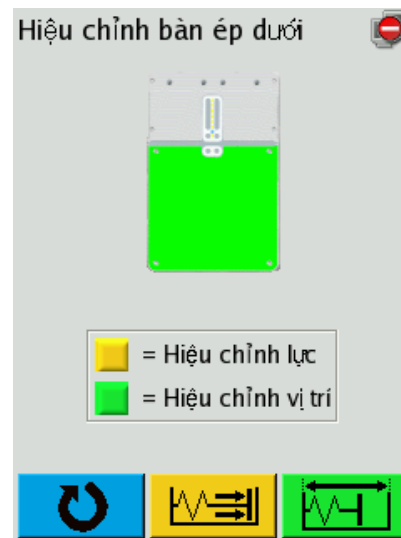 Hiệu chỉnh bàn ép dưới
= Hiệu chỉnh lực
= Hiệu chỉnh vị trí